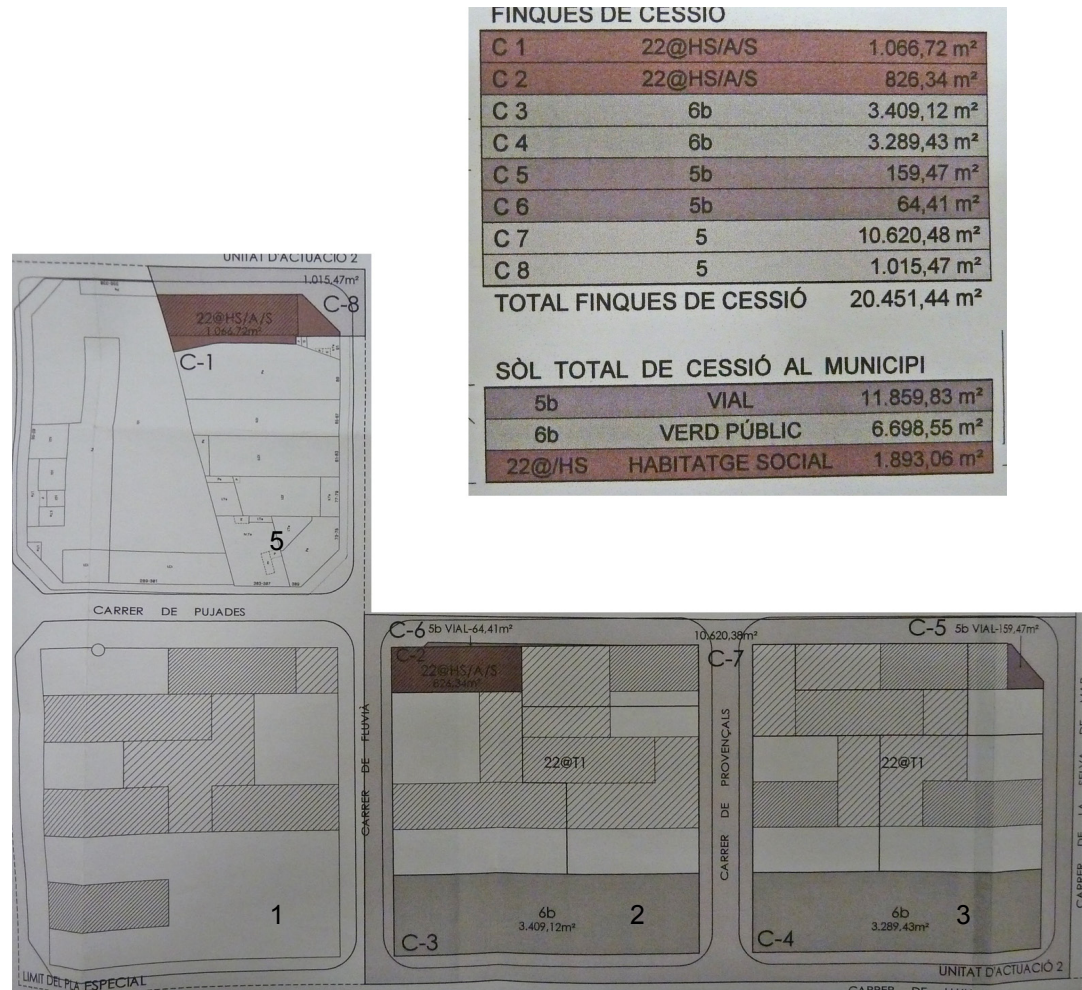 FINQUES DE CESSIÓ
C 1 22@HS/A/S 1.066,72 m²
C 2 22@HS/A/S 826,34 m²
C 3 6b 3.409,12 m²
C 4 6b 3.289,43 m²
C 5 5b 159,47 m²
C 6 5b 64,41 m²
C 7 5 10.620,48 m²
C 8 5 1.015,47 m²
TOTAL FINQUES DE CESSIÓ 20.451,44 m²
SÒL TOTAL DE CESSIÓ AL MUNICIPI
5b VIAL 11.859,83 m²
6b VERD PÚBLIC 6.698,55 m²
22@/HS HABITATGE SOCIAL 1.893,06 m²
UNITAT D'ACTUACIÓ 2
1.015,47m²
C-8
22@HS/A/S
1.066,72m²
C-1
5
CARRER DE PUJADES
C-6 5b VIAL-64,41m²
10.620,38m²
C-5 5b VIAL-159,47m²
C-2
22@HS/A/S
826,34m²
C-7
CARRER DE FLUVIÀ
22@T1
CARRER DE PROVENÇALS
22@T1
1
6b
3.409,12m²
2
6b
3.289,43m²
3
C-3
C-4
LIMIT DEL PLA ESPECIAL
UNITAT D'ACTUACIÓ 2